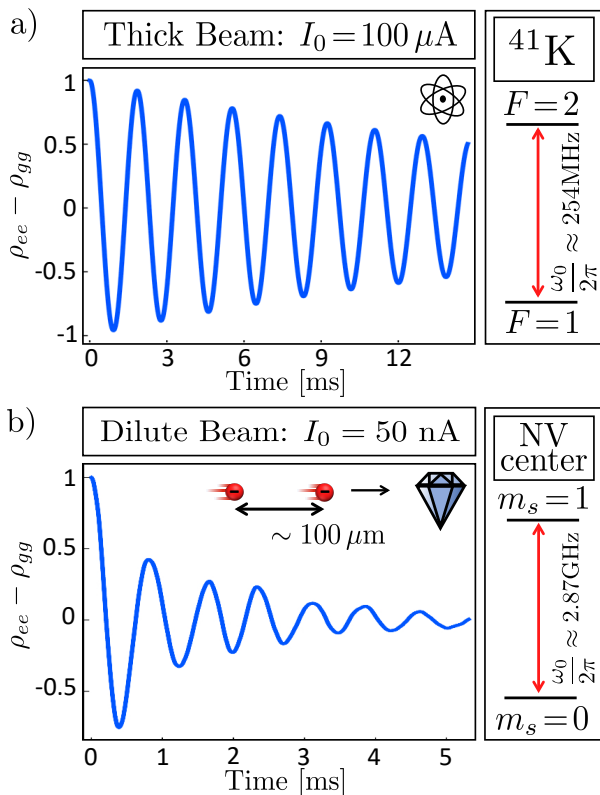 a)
Thick Beam: I₀ = 100 μA
⁴¹K
F = 2
ω₀/2π ≈ 254MHz
F = 1
ρₑₑ − ρ_gg
1
0.5
0
-0.5
-1
0 3 6 9 12
Time [ms]
b)
Dilute Beam: I₀ = 50 nA
NV
center
mₛ = 1
ω₀/2π ≈ 2.87GHz
mₛ = 0
∼ 100 μm
ρₑₑ − ρ_gg
1
0.5
0
-0.5
0 1 2 3 4 5
Time [ms]